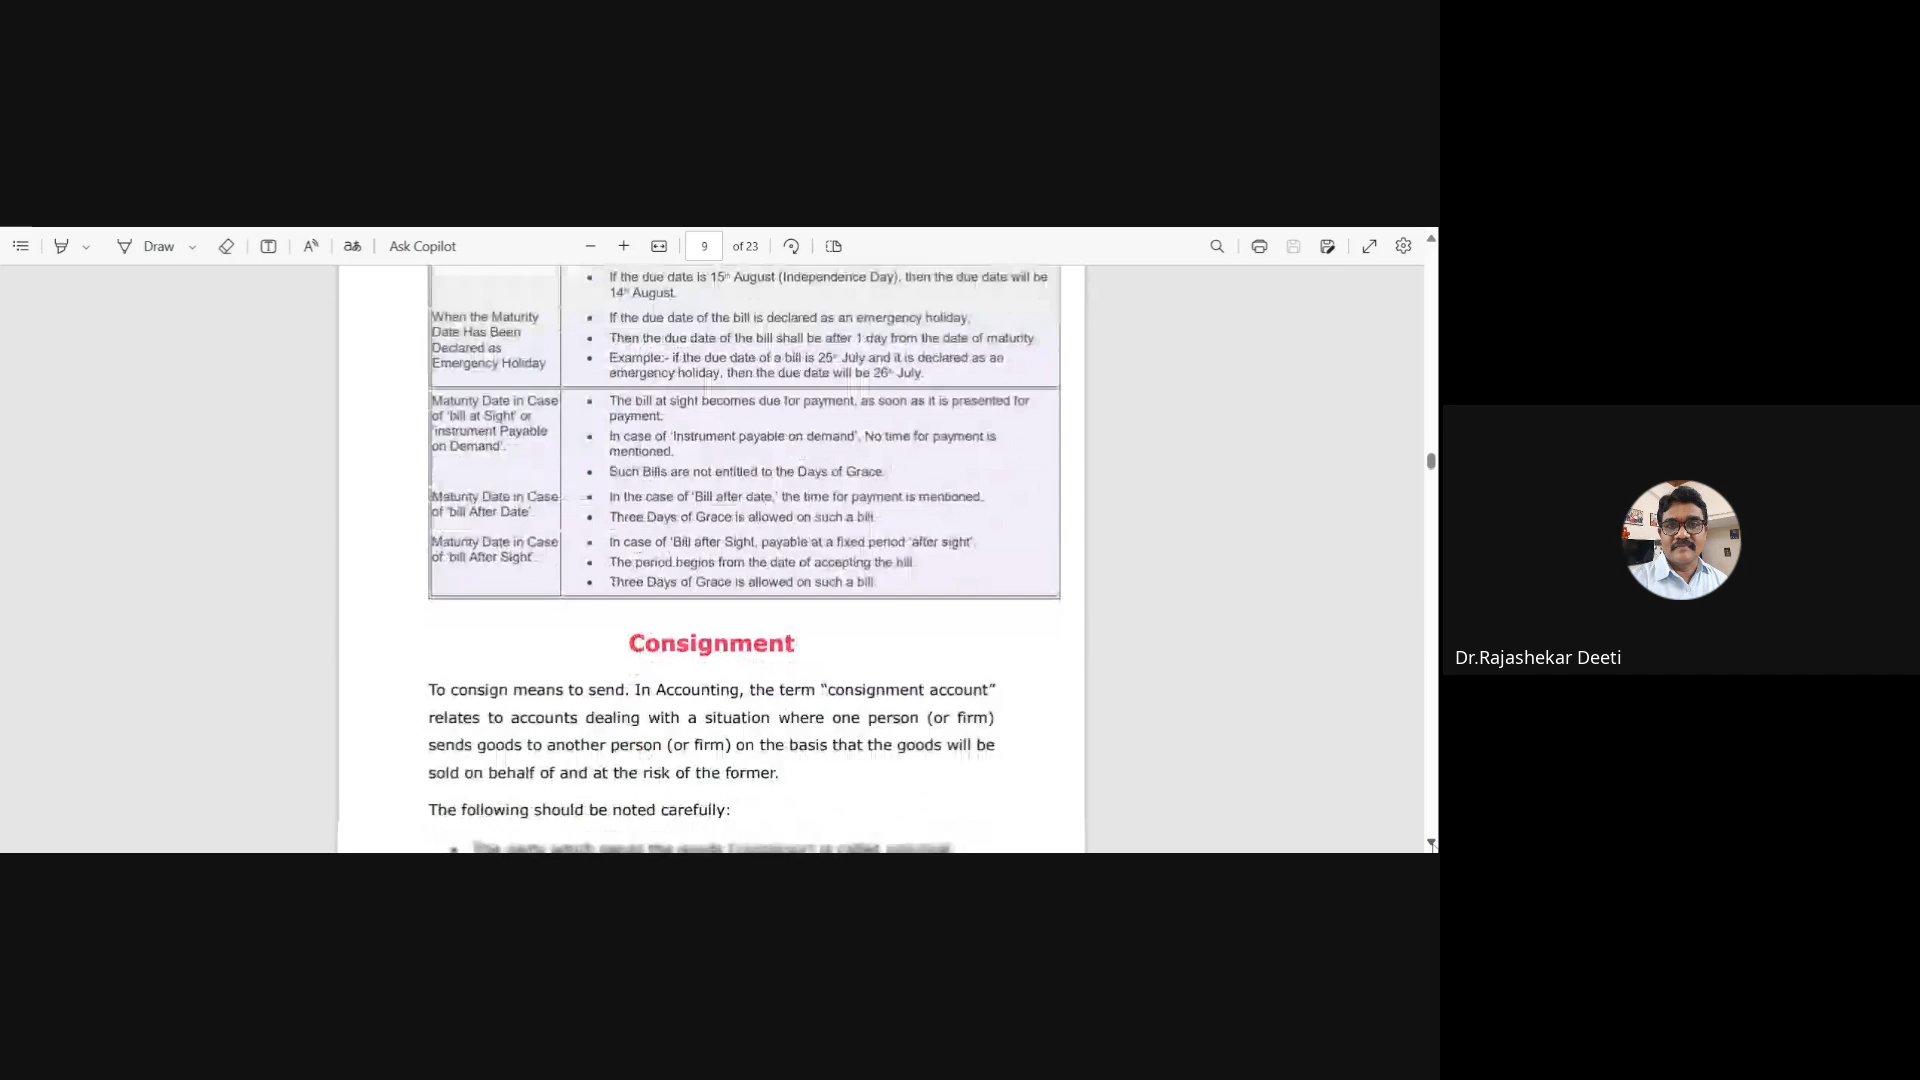 Draw
Ask Copilot
9 of 23
If the due date is 15th August (Independence Day), then the due date will be
14th August.
When the Maturity
Date Has Been
Declared as
Emergency Holiday
If the due date of the bill is declared as an emergency holiday,
Then the due date of the bill shall be after 1 day from the date of maturity
Example:- if the due date of a bill is 25th July and it is declared as an
emergency holiday, then the due date will be 26th July.
Maturity Date in Case
of 'bill at Sight' or
'instrument Payable
on Demand'.
The bill at sight becomes due for payment, as soon as it is presented for
payment.
In case of 'Instrument payable on demand', No time for payment is
mentioned.
Such Bills are not entitled to the Days of Grace.
Maturity Date in Case
of 'bill After Date'
In the case of 'Bill after date,' the time for payment is mentioned.
Three Days of Grace is allowed on such a bill.
Maturity Date in Case
of 'bill After Sight'
In case of 'Bill after Sight, payable at a fixed period 'after sight'.
The period begins from the date of accepting the bill.
Three Days of Grace is allowed on such a bill.
Consignment
To consign means to send. In Accounting, the term “consignment account”
relates to accounts dealing with a situation where one person (or firm)
sends goods to another person (or firm) on the basis that the goods will be
sold on behalf of and at the risk of the former.
The following should be noted carefully:
Dr.Rajashekar Deeti